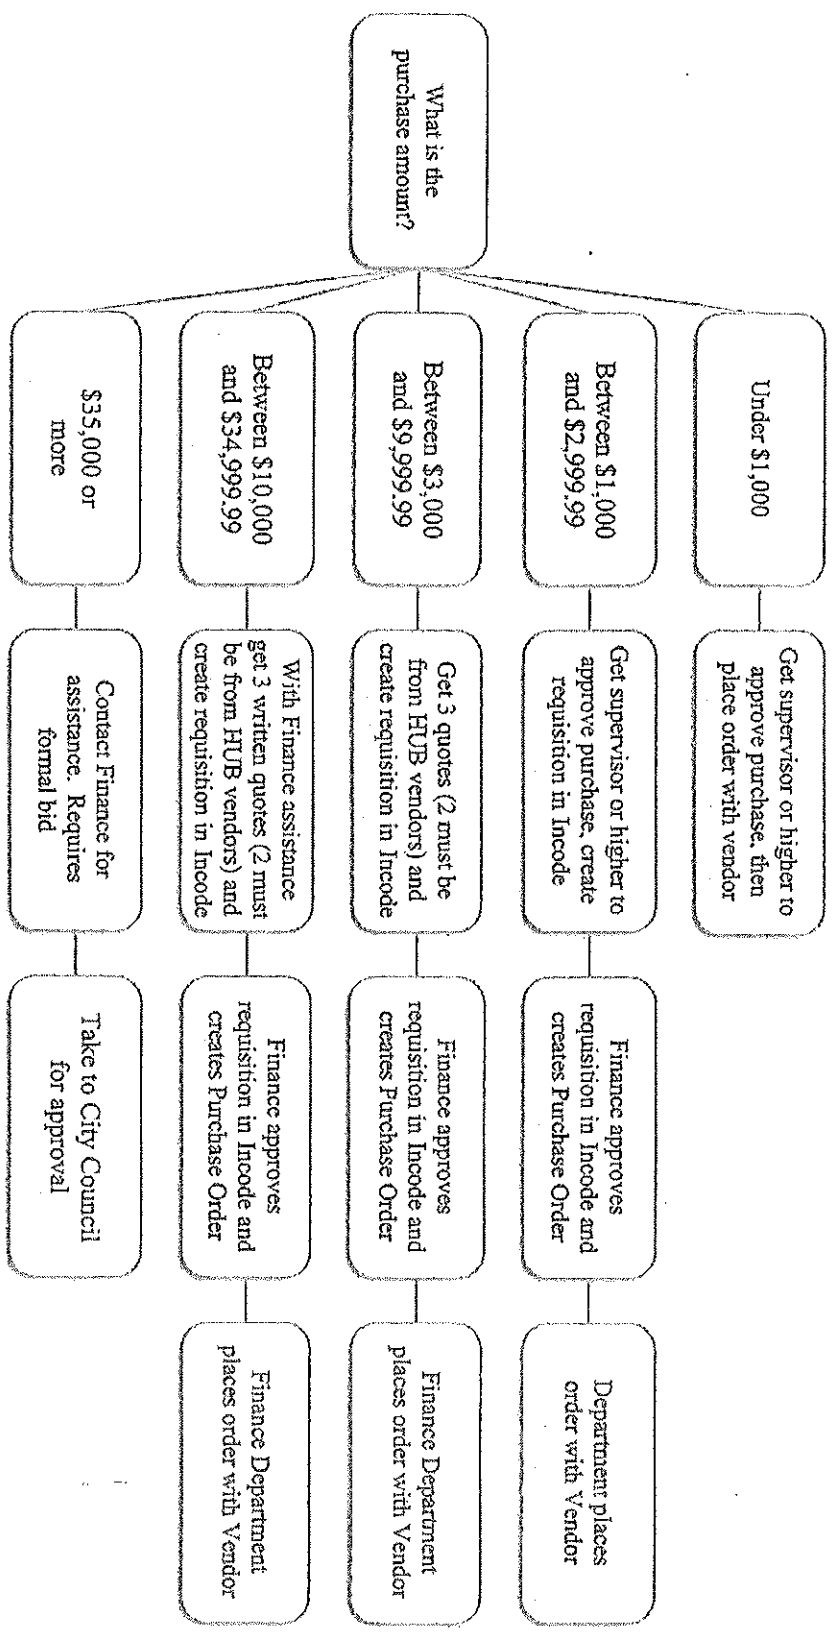 What is the
purchase amount?
Under $1,000
Get supervisor or higher to
approve purchase, then
place order with vendor
Between $1,000
and $2,999.99
Get supervisor or higher to
approve purchase, create
requisition in Incode
Finance approves
requisition in Incode and
creates Purchase Order
Department places
order with Vendor
Between $3,000
and $9,999.99
Get 3 quotes (2 must be
from HUB vendors) and
create requisition in Incode
Finance approves
requisition in Incode and
creates Purchase Order
Finance Department
places order with Vendor
Between $10,000
and $34,999.99
With Finance assistance
get 3 written quotes (2 must
be from HUB vendors) and
create requisition in Incode
Finance approves
requisition in Incode and
creates Purchase Order
Finance Department
places order with Vendor
$35,000 or
more
Contact Finance for
assistance. Requires
formal bid
Take to City Council
for approval